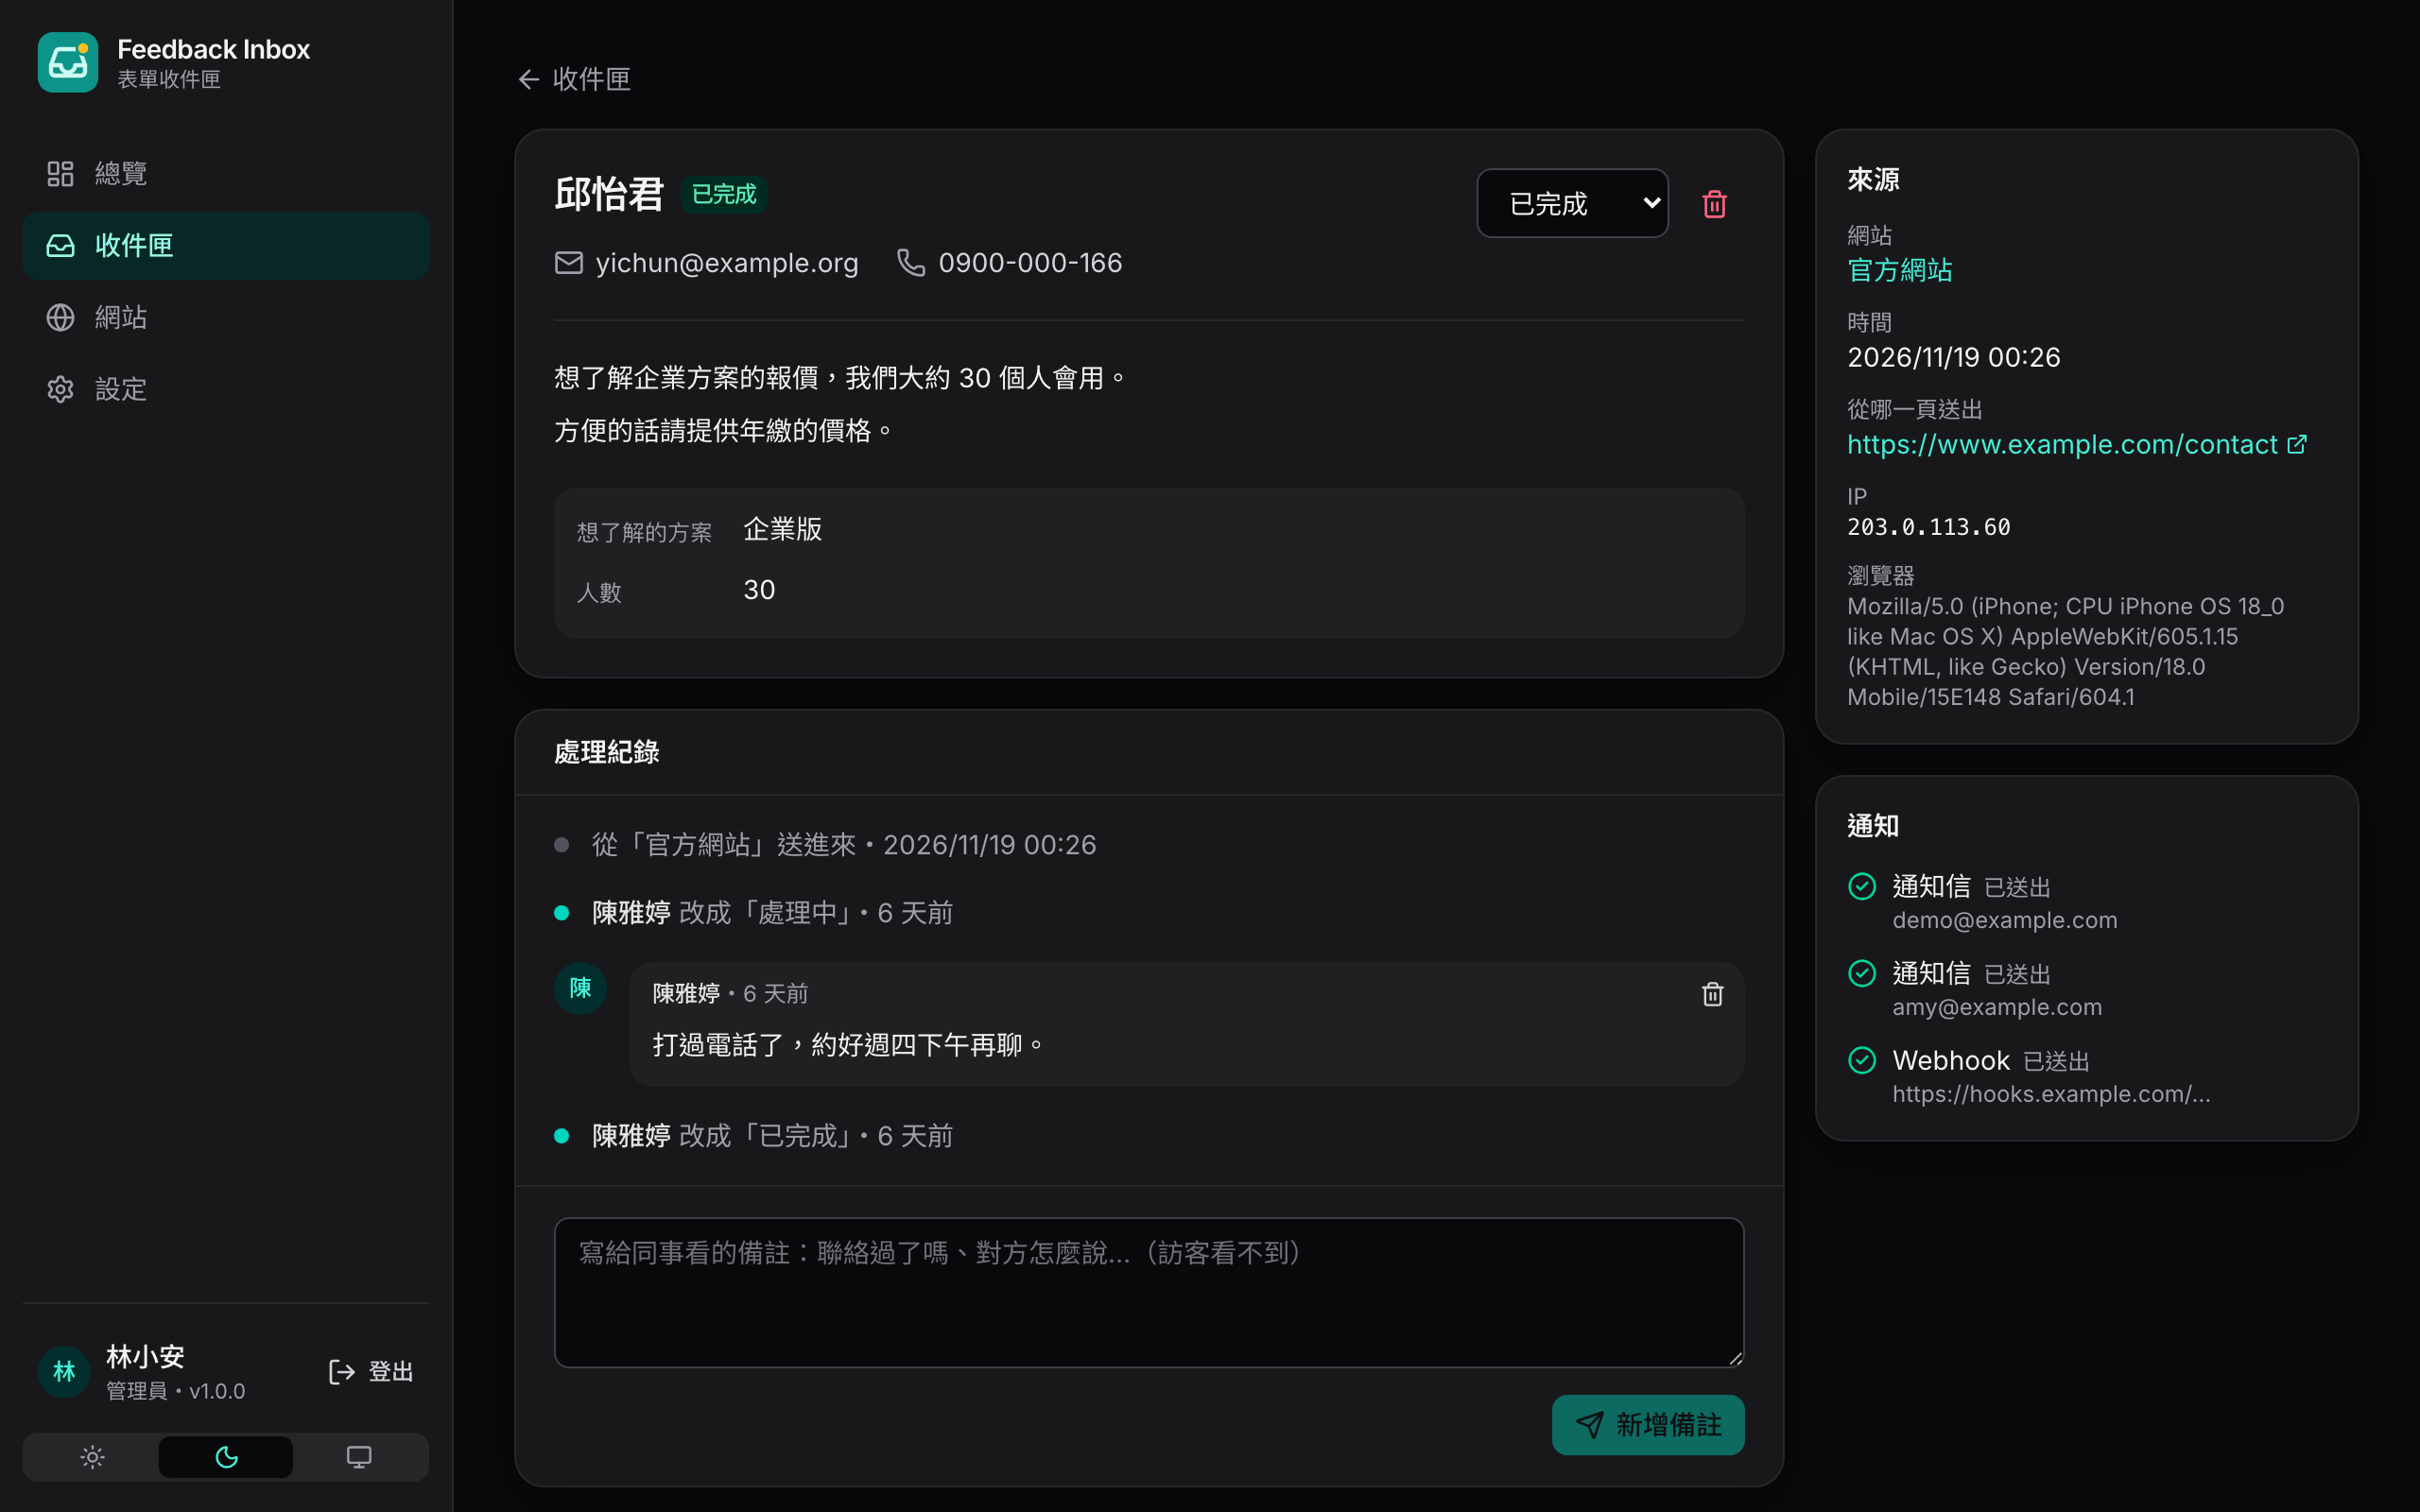 Feedback Inbox
表單收件匣
總覽
收件匣
網站
設定
林
林小安
管理員・v1.0.0
登出
收件匣
邱怡君 已完成
已完成
yichun@example.org 0900-000-166
想了解企業方案的報價，我們大約 30 個人會用。
方便的話請提供年繳的價格。
想了解的方案 企業版
人數 30
處理紀錄
從「官方網站」送進來・2026/11/19 00:26
陳雅婷 改成「處理中」・6 天前
陳
陳雅婷・6 天前
打過電話了，約好週四下午再聊。
陳雅婷 改成「已完成」・6 天前
寫給同事看的備註：聯絡過了嗎、對方怎麼說...（訪客看不到）
新增備註
來源
網站
官方網站
時間
2026/11/19 00:26
從哪一頁送出
https://www.example.com/contact
IP
203.0.113.60
瀏覽器
Mozilla/5.0 (iPhone; CPU iPhone OS 18_0
like Mac OS X) AppleWebKit/605.1.15
(KHTML, like Gecko) Version/18.0
Mobile/15E148 Safari/604.1
通知
通知信 已送出
demo@example.com
通知信 已送出
amy@example.com
Webhook 已送出
https://hooks.example.com/...